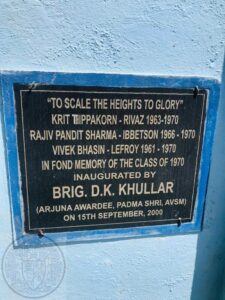 "TO SCALE THE HEIGHTS TO GLORY"
KRIT TIPPAKORN - RIVAZ 1963-1970
RAJIV PANDIT SHARMA - IBBETSON 1966 - 1970
VIVEK BHASIN - LEFROY 1961 - 1970
IN FOND MEMORY OF THE CLASS OF 1970
INAUGURATED BY
BRIG. D.K. KHULLAR
(ARJUNA AWARDEE, PADMA SHRI, AVSM)
ON 15TH SEPTEMBER, 2000